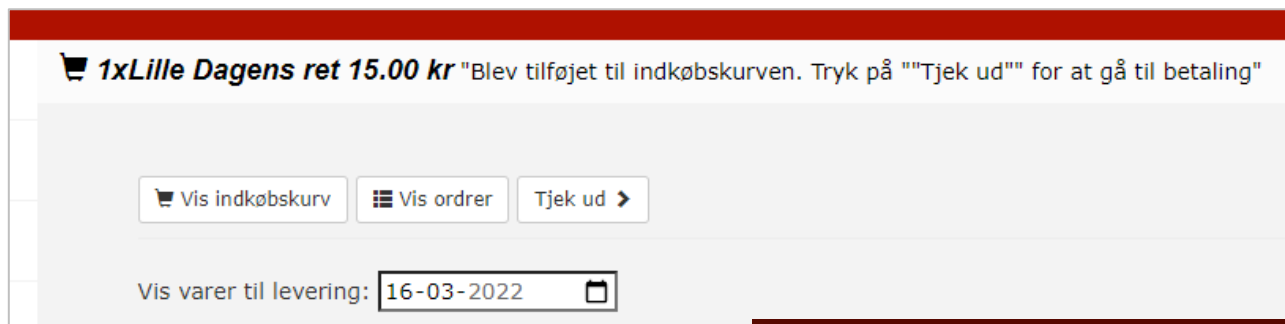 1xLille Dagens ret 15.00 kr "Blev tilføjet til indkøbskurven. Tryk på ""Tjek ud"" for at gå til betaling"
Vis indkøbskurv Vis ordrer Tjek ud
Vis varer til levering: 16-03-2022